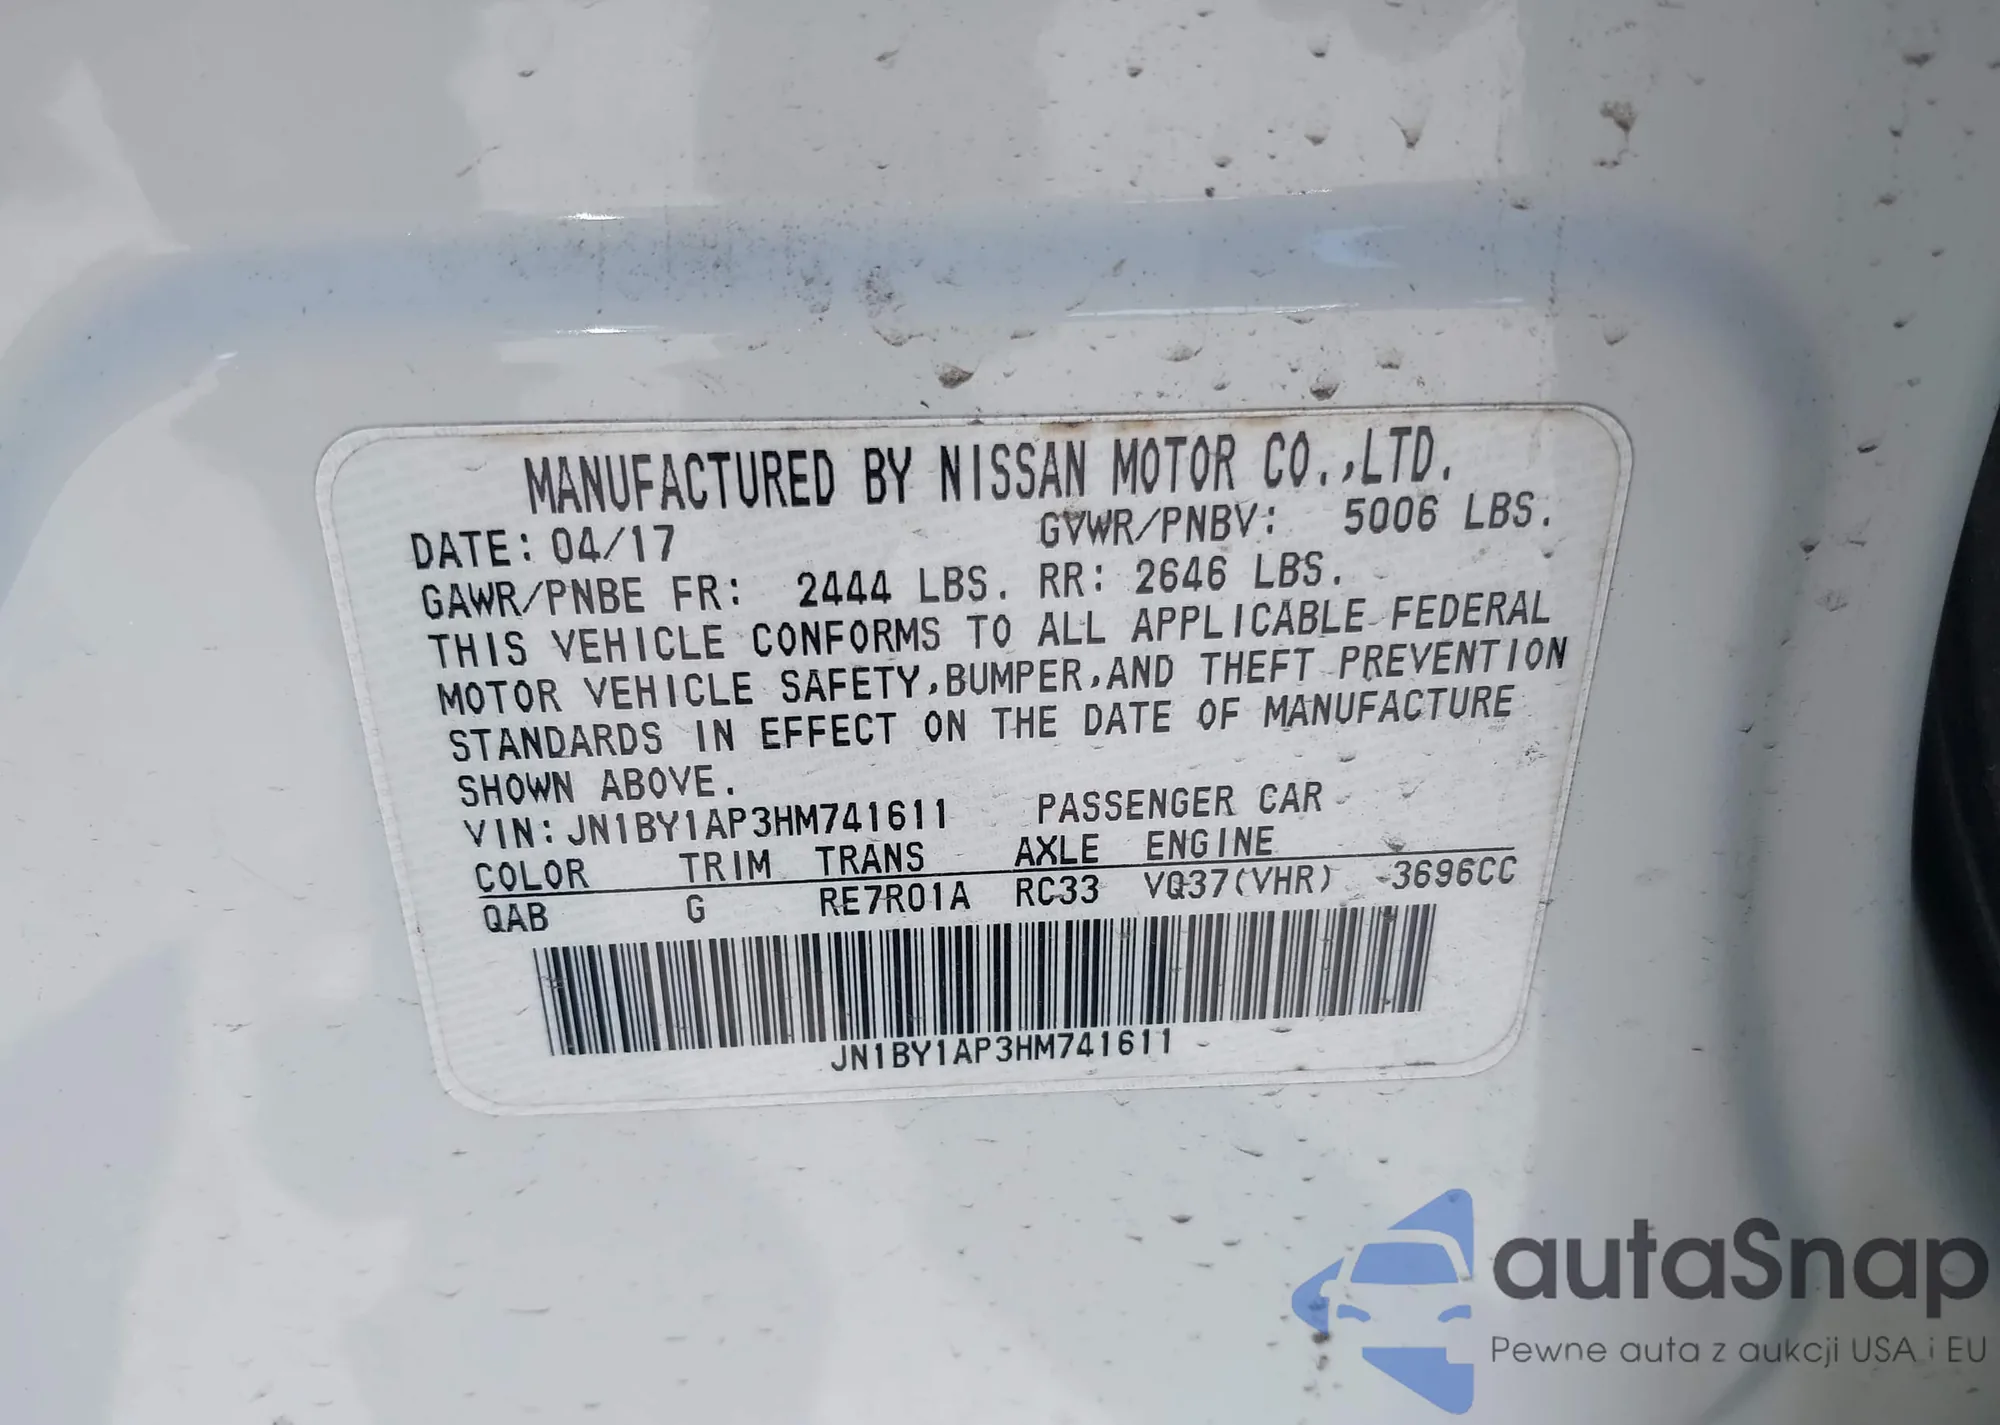 MANUFACTURED BY NISSAN MOTOR CO.,LTD.
DATE: 04/17 GVWR/PNBV: 5006 LBS.
GAWR/PNBE FR: 2444 LBS. RR: 2646 LBS.
THIS VEHICLE CONFORMS TO ALL APPLICABLE FEDERAL
MOTOR VEHICLE SAFETY,BUMPER,AND THEFT PREVENTION
STANDARDS IN EFFECT ON THE DATE OF MANUFACTURE
SHOWN ABOVE.
VIN: JN1BY1AP3HM741611 PASSENGER CAR
COLOR TRIM TRANS AXLE ENGINE
QAB G RE7R01A RC33 VQ37(VHR) 3696CC
JN1BY1AP3HM741611
autaSnap
Pewne auta z aukcji USA i EU